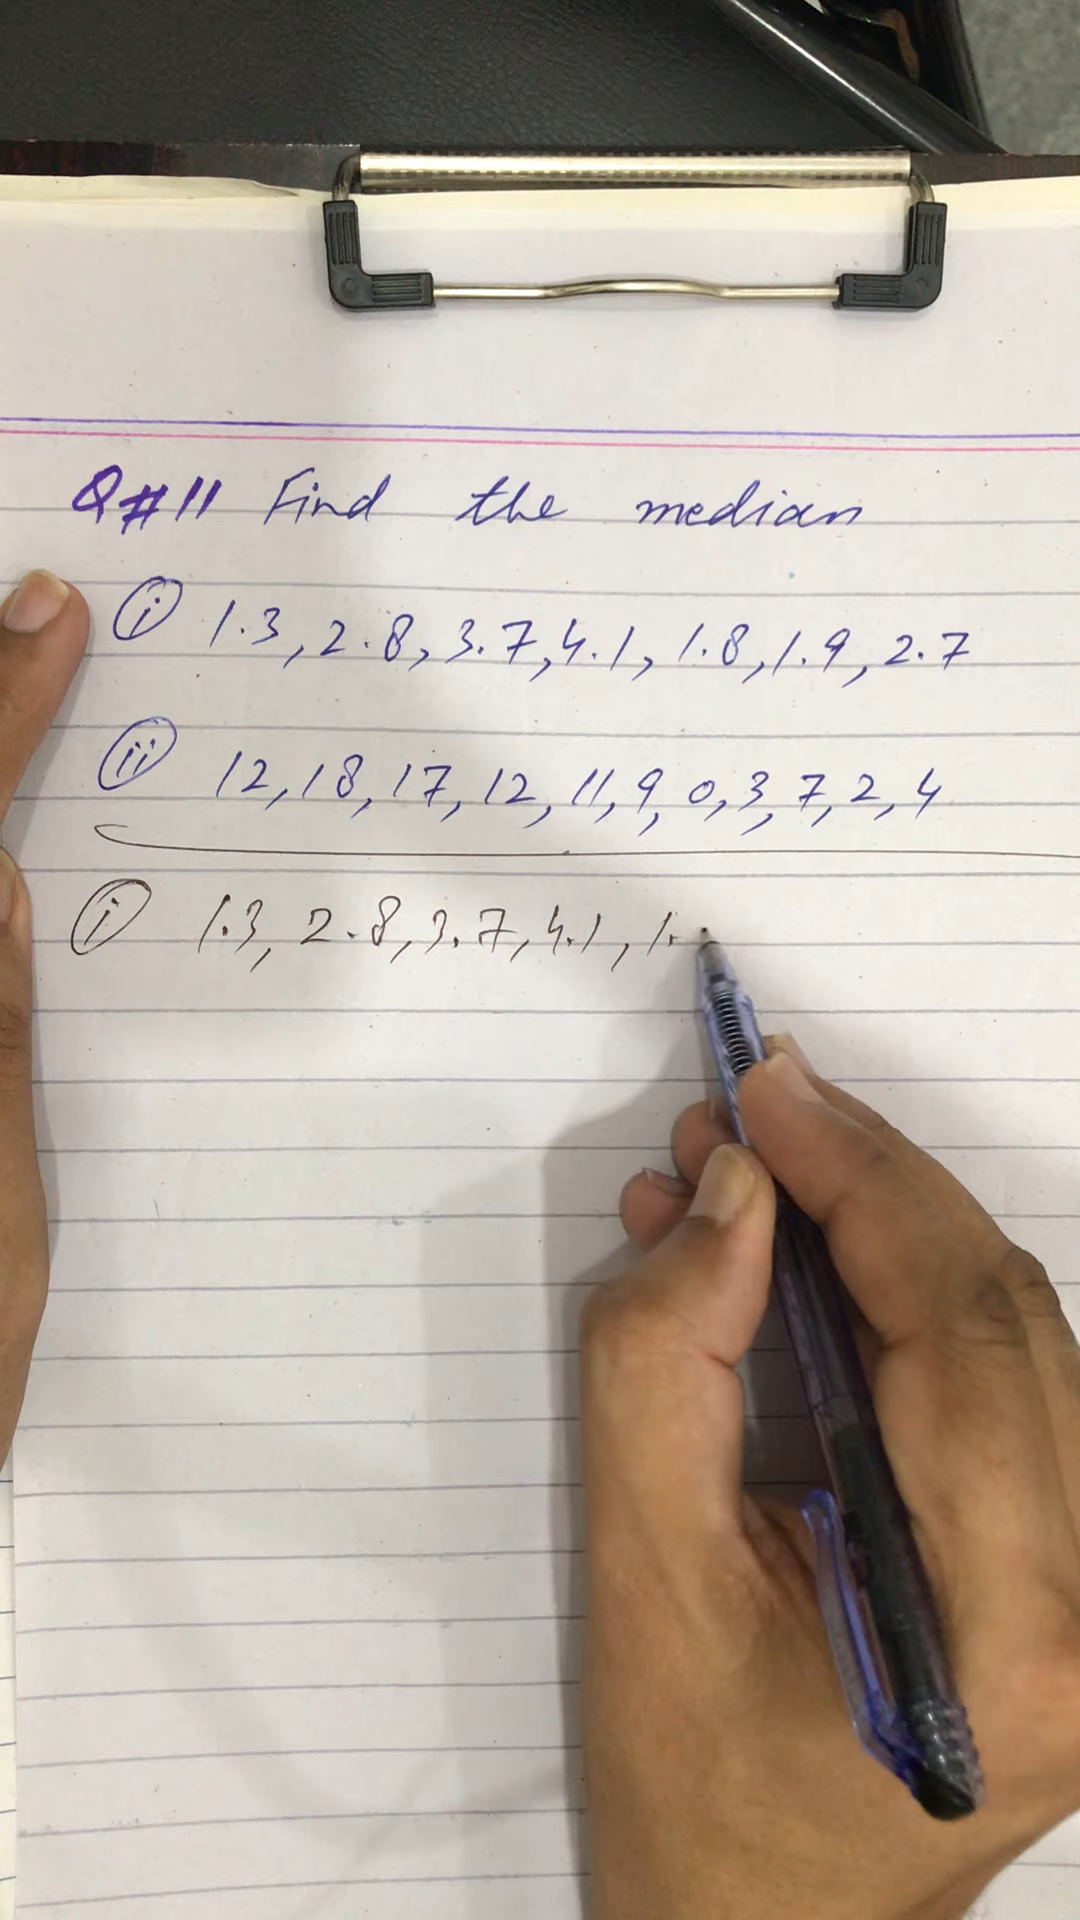 Q#11 Find the median
i 1.3, 2.8, 3.7, 4.1, 1.8, 1.9, 2.7
ii 12, 18, 17, 12, 11, 9, 0, 3, 7, 2, 4
i 1.3, 2.8, 3.7, 4.1, 1.